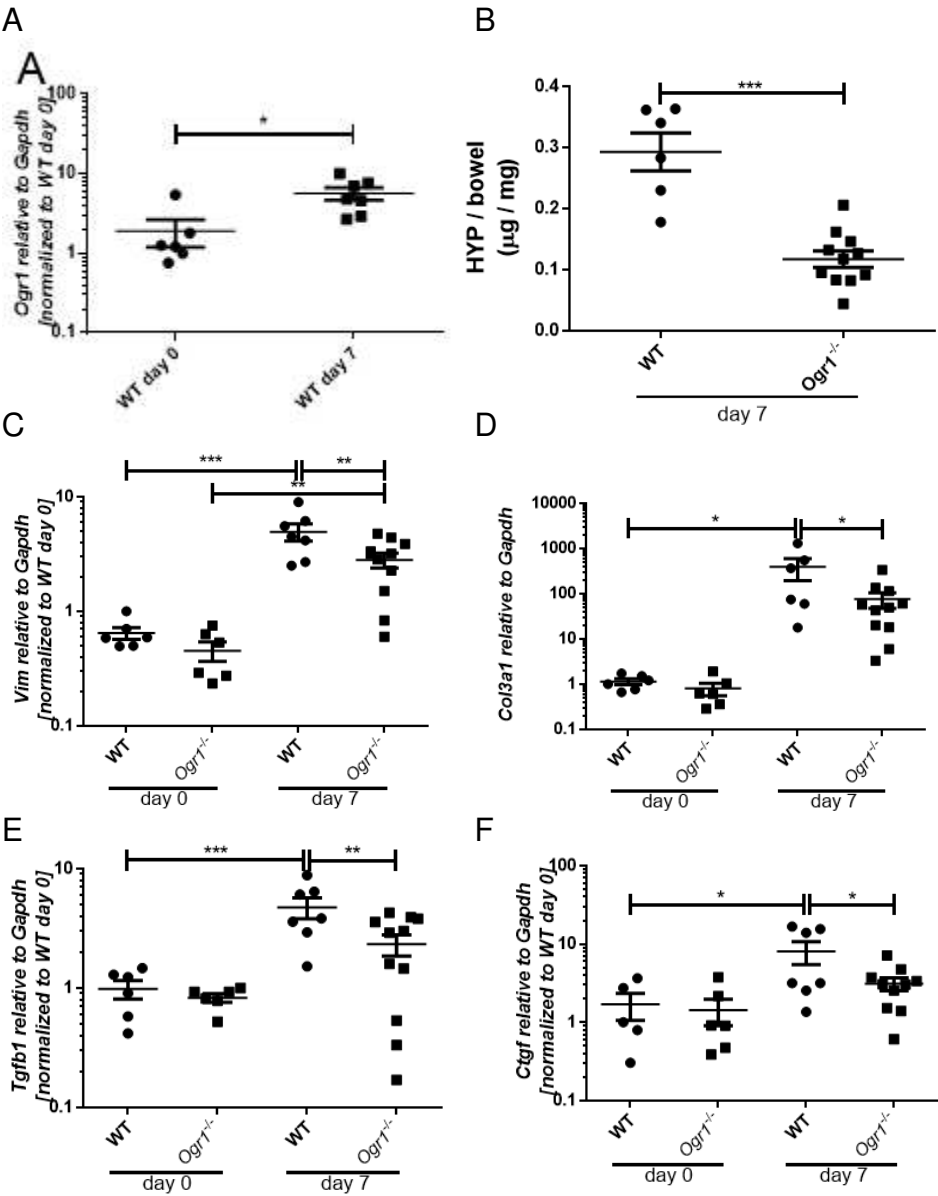 A
A
Ogr1 relative to Gapdh
[normalized to WT day 0]
100
10
1
0.1
*
WT day 0
WT day 7
B
HYP / bowel
(µg / mg)
0.4
0.3
0.2
0.1
0.0
***
WT
Ogr1-/-
day 7
C
Vim relative to Gapdh
[normalized to WT day 0]
10
1
0.1
***
**
**
WT
Ogr1-/-
WT
Ogr1-/-
day 0
day 7
D
Col3a1 relative to Gapdh
10000
1000
100
10
1
0.1
*
*
WT
Ogr1-/-
WT
Ogr1-/-
day 0
day 7
E
Tgfb1 relative to Gapdh
[normalized to WT day 0]
10
1
0.1
***
**
WT
Ogr1-/-
WT
Ogr1-/-
day 0
day 7
F
Ctgf relative to Gapdh
[normalized to WT day 0]
100
10
1
0.1
*
*
WT
Ogr1-/-
WT
Ogr1-/-
day 0
day 7